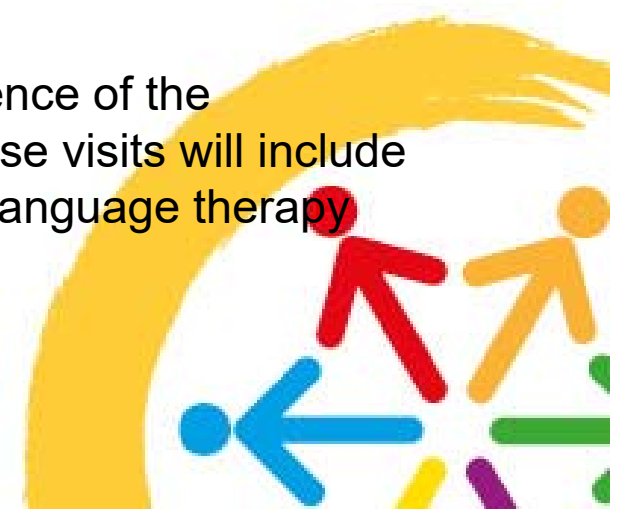 ence of the
se visits will include
anguage therapy